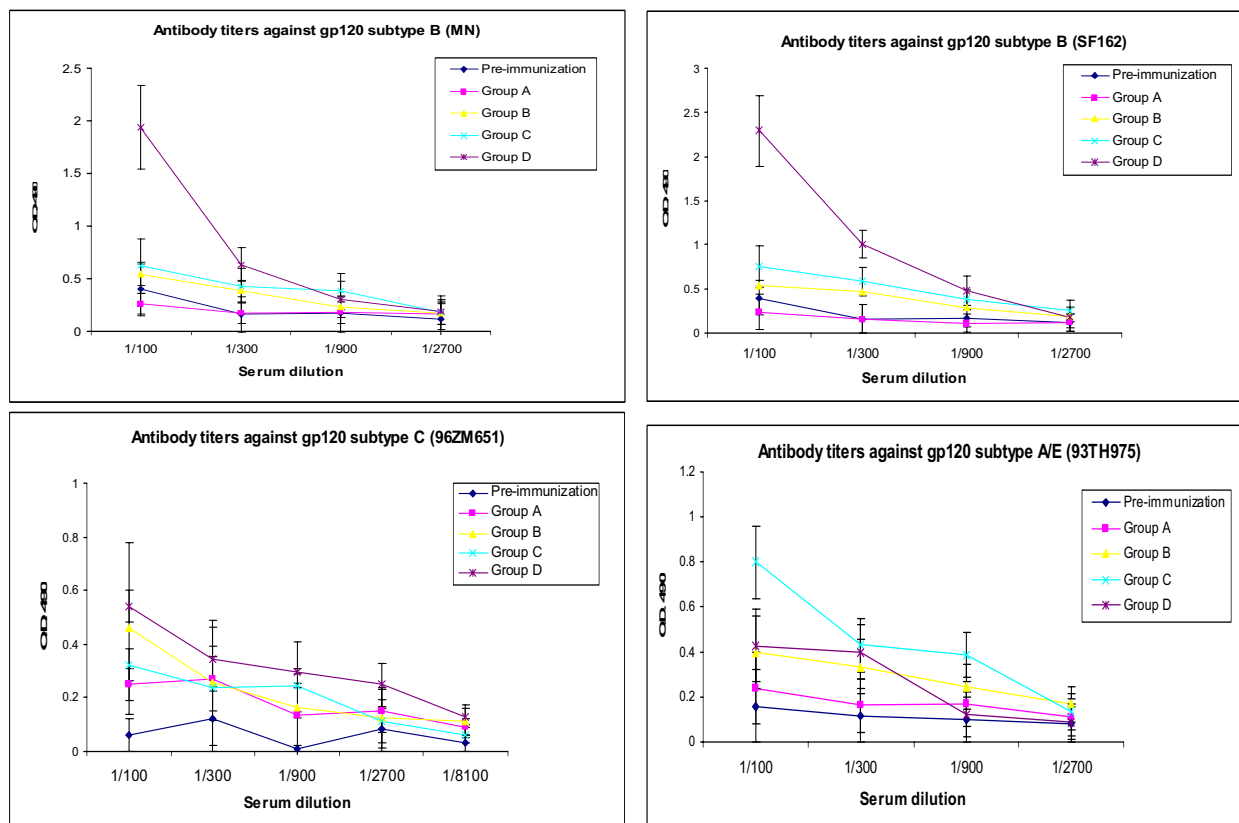 Antibody titers against gp120 subtype B (MN)
2.5
2
1.5
1
0.5
0
1/100
1/300
1/900
1/2700
Serum dilution
Pre-immunization
Group A
Group B
Group C
Group D
Antibody titers against gp120 subtype B (SF162)
3
2.5
2
1.5
1
0.5
0
1/100
1/300
1/900
1/2700
Serum dilution
Pre-immunization
Group A
Group B
Group C
Group D
Antibody titers against gp120 subtype C (96ZM651)
OD 490
1
0.8
0.6
0.4
0.2
0
1/100
1/300
1/900
1/2700
1/8100
Serum dilution
Pre-immunization
Group A
Group B
Group C
Group D
Antibody titers against gp120 subtype A/E (93TH975)
OD 490
1.2
1
0.8
0.6
0.4
0.2
0
1/100
1/300
1/900
1/2700
Serum dilution
Pre-immunization
Group A
Group B
Group C
Group D